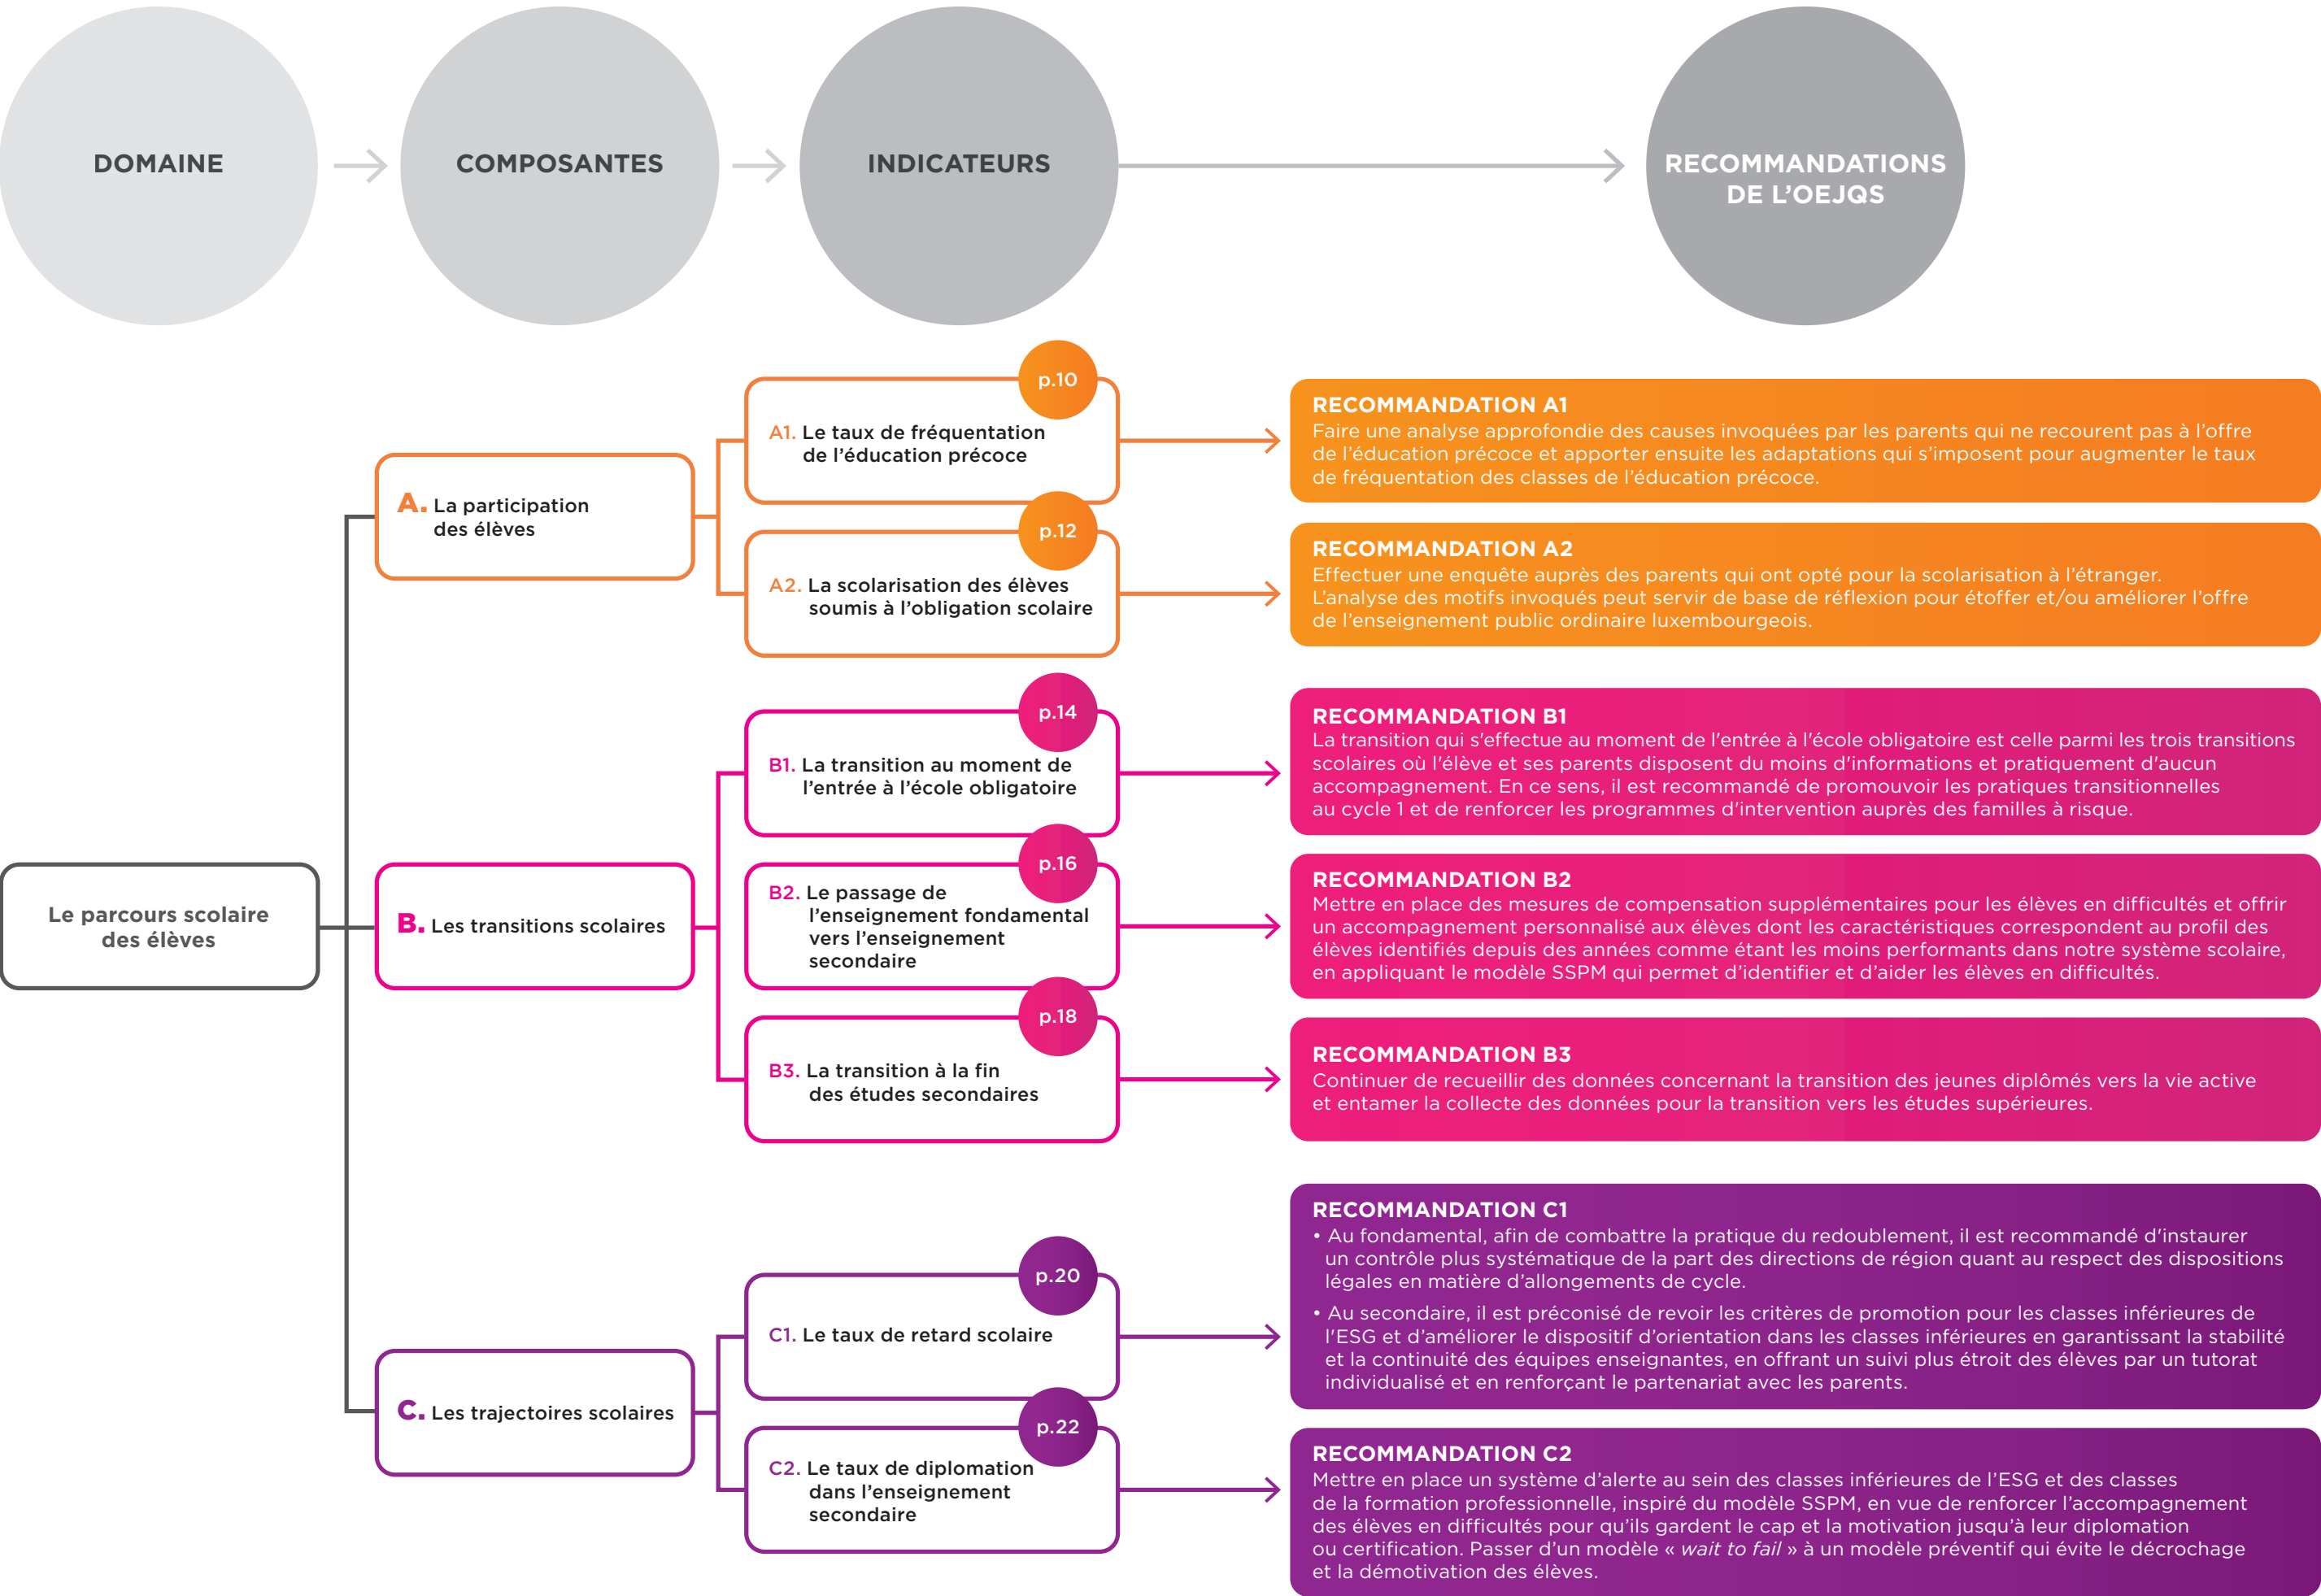 DOMAINE
COMPOSANTES
INDICATEURS
RECOMMANDATIONS
DE L’OEJQS
Le parcours scolaire
des élèves
A. La participation
des élèves
p.10
A1. Le taux de fréquentation
de l’éducation précoce
RECOMMANDATION A1
Faire une analyse approfondie des causes invoquées par les parents qui ne recourent pas à l’offre
de l’éducation précoce et apporter ensuite les adaptations qui s’imposent pour augmenter le taux
de fréquentation des classes de l’éducation précoce.
p.12
A2. La scolarisation des élèves
soumis à l’obligation scolaire
RECOMMANDATION A2
Effectuer une enquête auprès des parents qui ont opté pour la scolarisation à l’étranger.
L’analyse des motifs invoqués peut servir de base de réflexion pour étoffer et/ou améliorer l’offre
de l’enseignement public ordinaire luxembourgeois.
B. Les transitions scolaires
p.14
B1. La transition au moment de
l’entrée à l’école obligatoire
RECOMMANDATION B1
La transition qui s'effectue au moment de l'entrée à l'école obligatoire est celle parmi les trois transitions
scolaires où l'élève et ses parents disposent du moins d'informations et pratiquement d'aucun
accompagnement. En ce sens, il est recommandé de promouvoir les pratiques transitionnelles
au cycle 1 et de renforcer les programmes d'intervention auprès des familles à risque.
p.16
B2. Le passage de
l’enseignement fondamental
vers l’enseignement
secondaire
RECOMMANDATION B2
Mettre en place des mesures de compensation supplémentaires pour les élèves en difficultés et offrir
un accompagnement personnalisé aux élèves dont les caractéristiques correspondent au profil des
élèves identifiés depuis des années comme étant les moins performants dans notre système scolaire,
en appliquant le modèle SSPM qui permet d’identifier et d’aider les élèves en difficultés.
p.18
B3. La transition à la fin
des études secondaires
RECOMMANDATION B3
Continuer de recueillir des données concernant la transition des jeunes diplômés vers la vie active
et entamer la collecte des données pour la transition vers les études supérieures.
C. Les trajectoires scolaires
p.20
C1. Le taux de retard scolaire
RECOMMANDATION C1
• Au fondamental, afin de combattre la pratique du redoublement, il est recommandé d'instaurer
un contrôle plus systématique de la part des directions de région quant au respect des dispositions
légales en matière d’allongements de cycle.
• Au secondaire, il est préconisé de revoir les critères de promotion pour les classes inférieures de
l'ESG et d’améliorer le dispositif d’orientation dans les classes inférieures en garantissant la stabilité
et la continuité des équipes enseignantes, en offrant un suivi plus étroit des élèves par un tutorat
individualisé et en renforçant le partenariat avec les parents.
p.22
C2. Le taux de diplomation
dans l’enseignement
secondaire
RECOMMANDATION C2
Mettre en place un système d’alerte au sein des classes inférieures de l’ESG et des classes
de la formation professionnelle, inspiré du modèle SSPM, en vue de renforcer l’accompagnement
des élèves en difficultés pour qu’ils gardent le cap et la motivation jusqu’à leur diplomation
ou certification. Passer d’un modèle « wait to fail » à un modèle préventif qui évite le décrochage
et la démotivation des élèves.